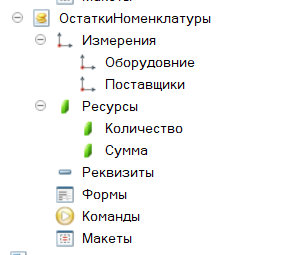 ОстаткиНоменклатуры
Измерения
Оборудовние
Поставщики
Ресурсы
Количество
Сумма
Реквизиты
Формы
Команды
Макеты